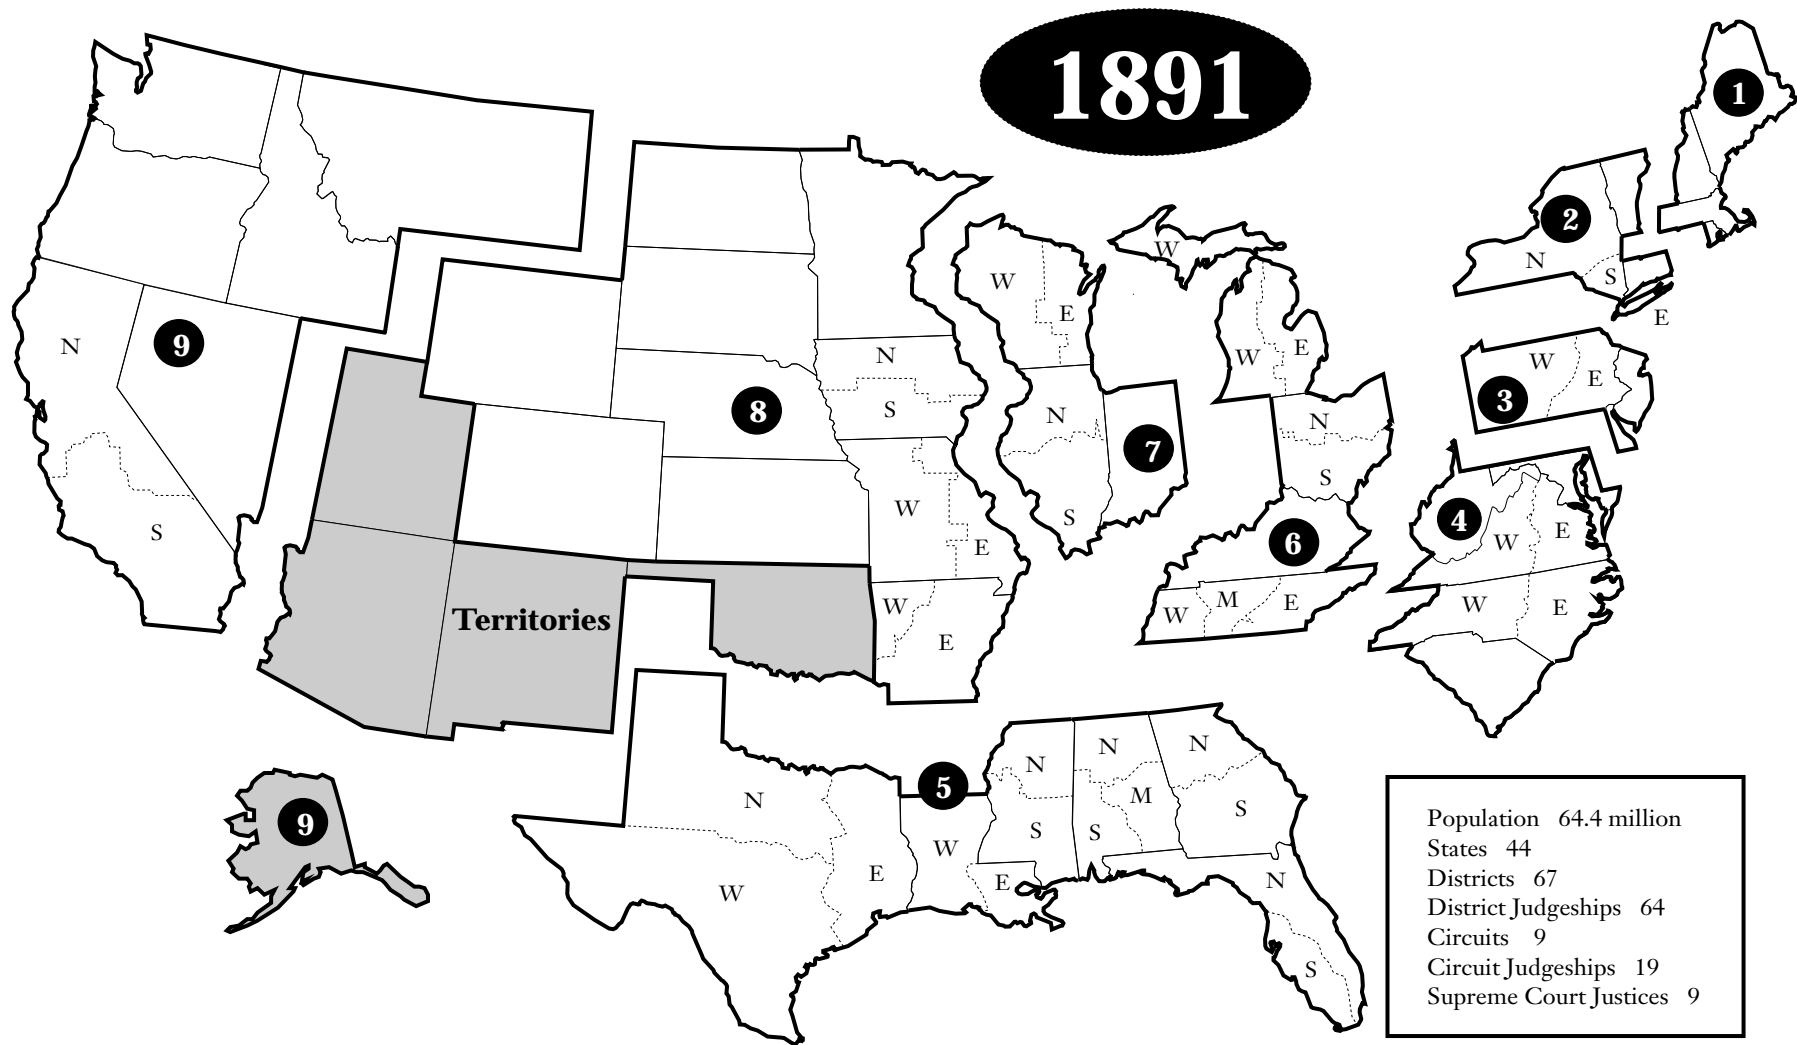 1891
1
2
N
S
E
W
W
E
N
9
W
E
N
8
S
W
E
3
W
E
N
S
N
7
N
S
S
S
W
E
6
4
W
E
W
E
W
M
E
W
E
Territories
9
N
W
E
5
W
E
N
S
N
M
S
N
S
N
S
Population 64.4 million
States 44
Districts 67
District Judgeships 64
Circuits 9
Circuit Judgeships 19
Supreme Court Justices 9